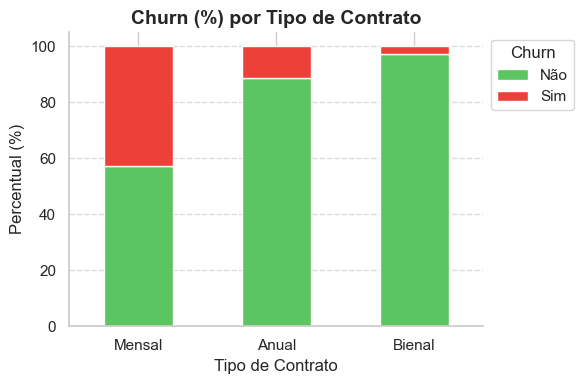 Churn (%) por Tipo de Contrato
Churn
Não
Sim
Percentual (%)
100
80
60
40
20
0
Mensal
Anual
Bienal
Tipo de Contrato